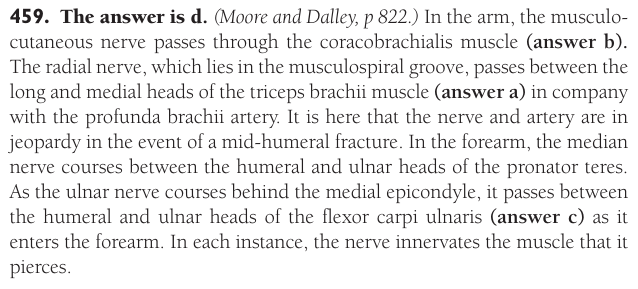 459. The answer is d. (Moore and Dalley, p 822.) In the arm, the musculo-
cutaneous nerve passes through the coracobrachialis muscle (answer b).
The radial nerve, which lies in the musculospiral groove, passes between the
long and medial heads of the triceps brachii muscle (answer a) in company
with the profunda brachii artery. It is here that the nerve and artery are in
jeopardy in the event of a mid-humeral fracture. In the forearm, the median
nerve courses between the humeral and ulnar heads of the pronator teres.
As the ulnar nerve courses behind the medial epicondyle, it passes between
the humeral and ulnar heads of the flexor carpi ulnaris (answer c) as it
enters the forearm. In each instance, the nerve innervates the muscle that it
pierces.